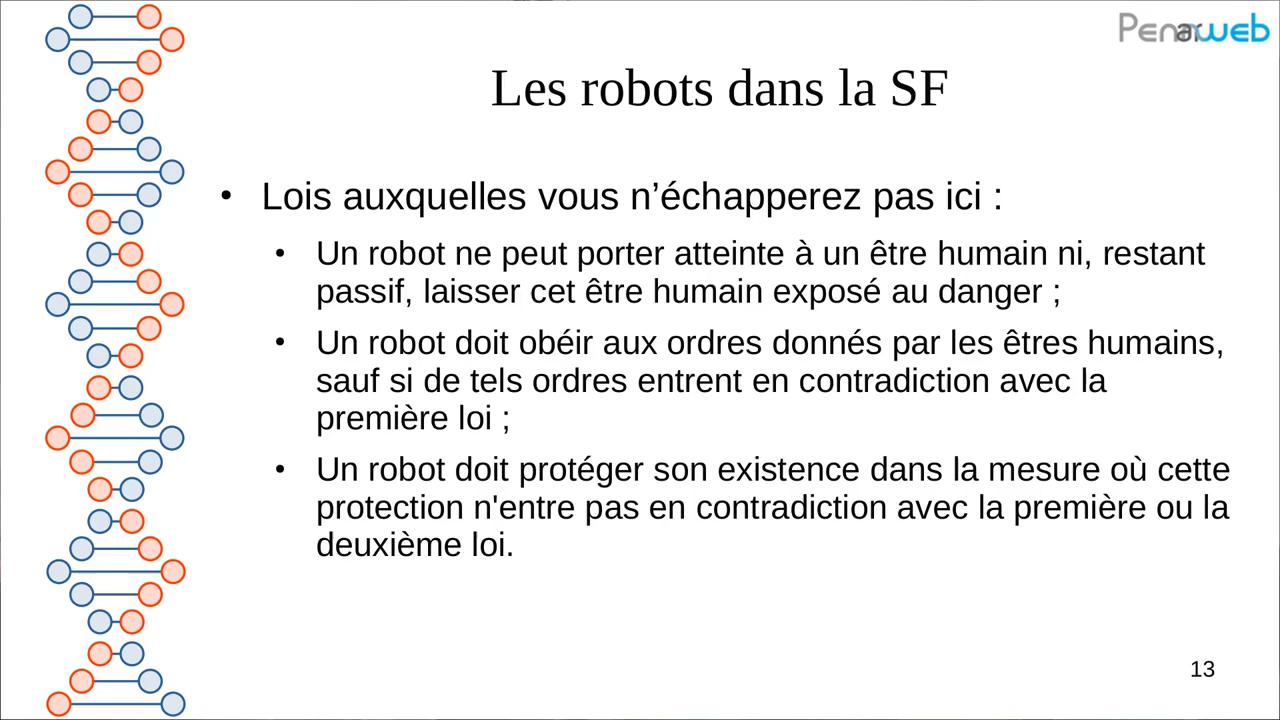 Penarweb
Les robots dans la SF
• Lois auxquelles vous n’échapperez pas ici :
• Un robot ne peut porter atteinte à un être humain ni, restant
passif, laisser cet être humain exposé au danger ;
• Un robot doit obéir aux ordres donnés par les êtres humains,
sauf si de tels ordres entrent en contradiction avec la
première loi ;
• Un robot doit protéger son existence dans la mesure où cette
protection n'entre pas en contradiction avec la première ou la
deuxième loi.
13